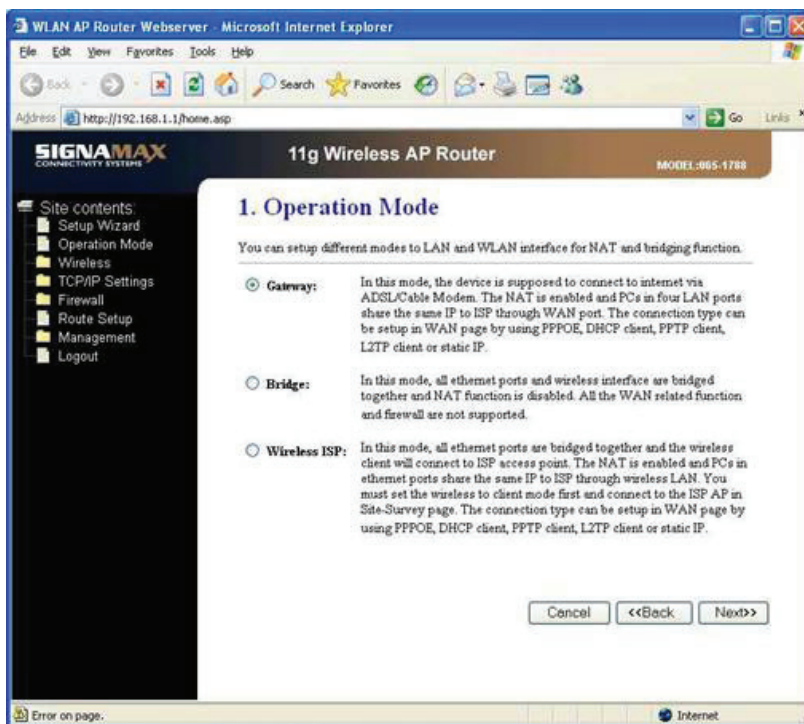 WLAN AP Router Webserver - Microsoft Internet Explorer
File Edit View Favorites Tools Help
Back Search Favorites
Address http://192.168.1.1/home.asp Go Links »
SIGNAMAX
CONNECTIVITY SYSTEMS
11g Wireless AP Router
MODEL:065-1788
Site contents:
Setup Wizard
Operation Mode
Wireless
TCP/IP Settings
Firewall
Route Setup
Management
Logout
1. Operation Mode
You can setup different modes to LAN and WLAN interface for NAT and bridging function.
Gateway: In this mode, the device is supposed to connect to internet via
ADSL/Cable Modem. The NAT is enabled and PCs in four LAN ports
share the same IP to ISP through WAN port. The connection type can
be setup in WAN page by using PPPOE, DHCP client, PPTP client,
L2TP client or static IP.
Bridge: In this mode, all ethernet ports and wireless interface are bridged
together and NAT function is disabled. All the WAN related function
and firewall are not supported.
Wireless ISP: In this mode, all ethernet ports are bridged together and the wireless
client will connect to ISP access point. The NAT is enabled and PCs in
ethernet ports share the same IP to ISP through wireless LAN. You
must set the wireless to client mode first and connect to the ISP AP in
Site-Survey page. The connection type can be setup in WAN page by
using PPPOE, DHCP client, PPTP client, L2TP client or static IP.
Cancel <<Back Next>>
Error on page. Internet